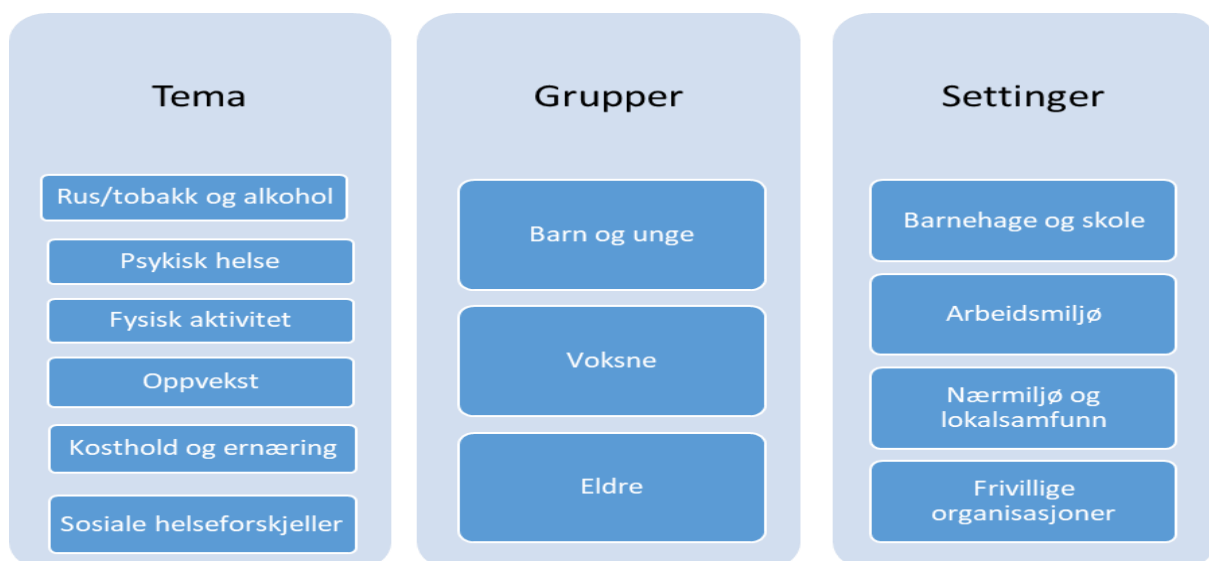 Tema
Rus/tobakk og alkohol
Psykisk helse
Fysisk aktivitet
Oppvekst
Kosthold og ernæring
Sosiale helseforskjeller
Grupper
Barn og unge
Voksne
Eldre
Settinger
Barnehage og skole
Arbeidsmiljø
Nærmiljø og
lokalsamfunn
Frivillige
organisasjoner